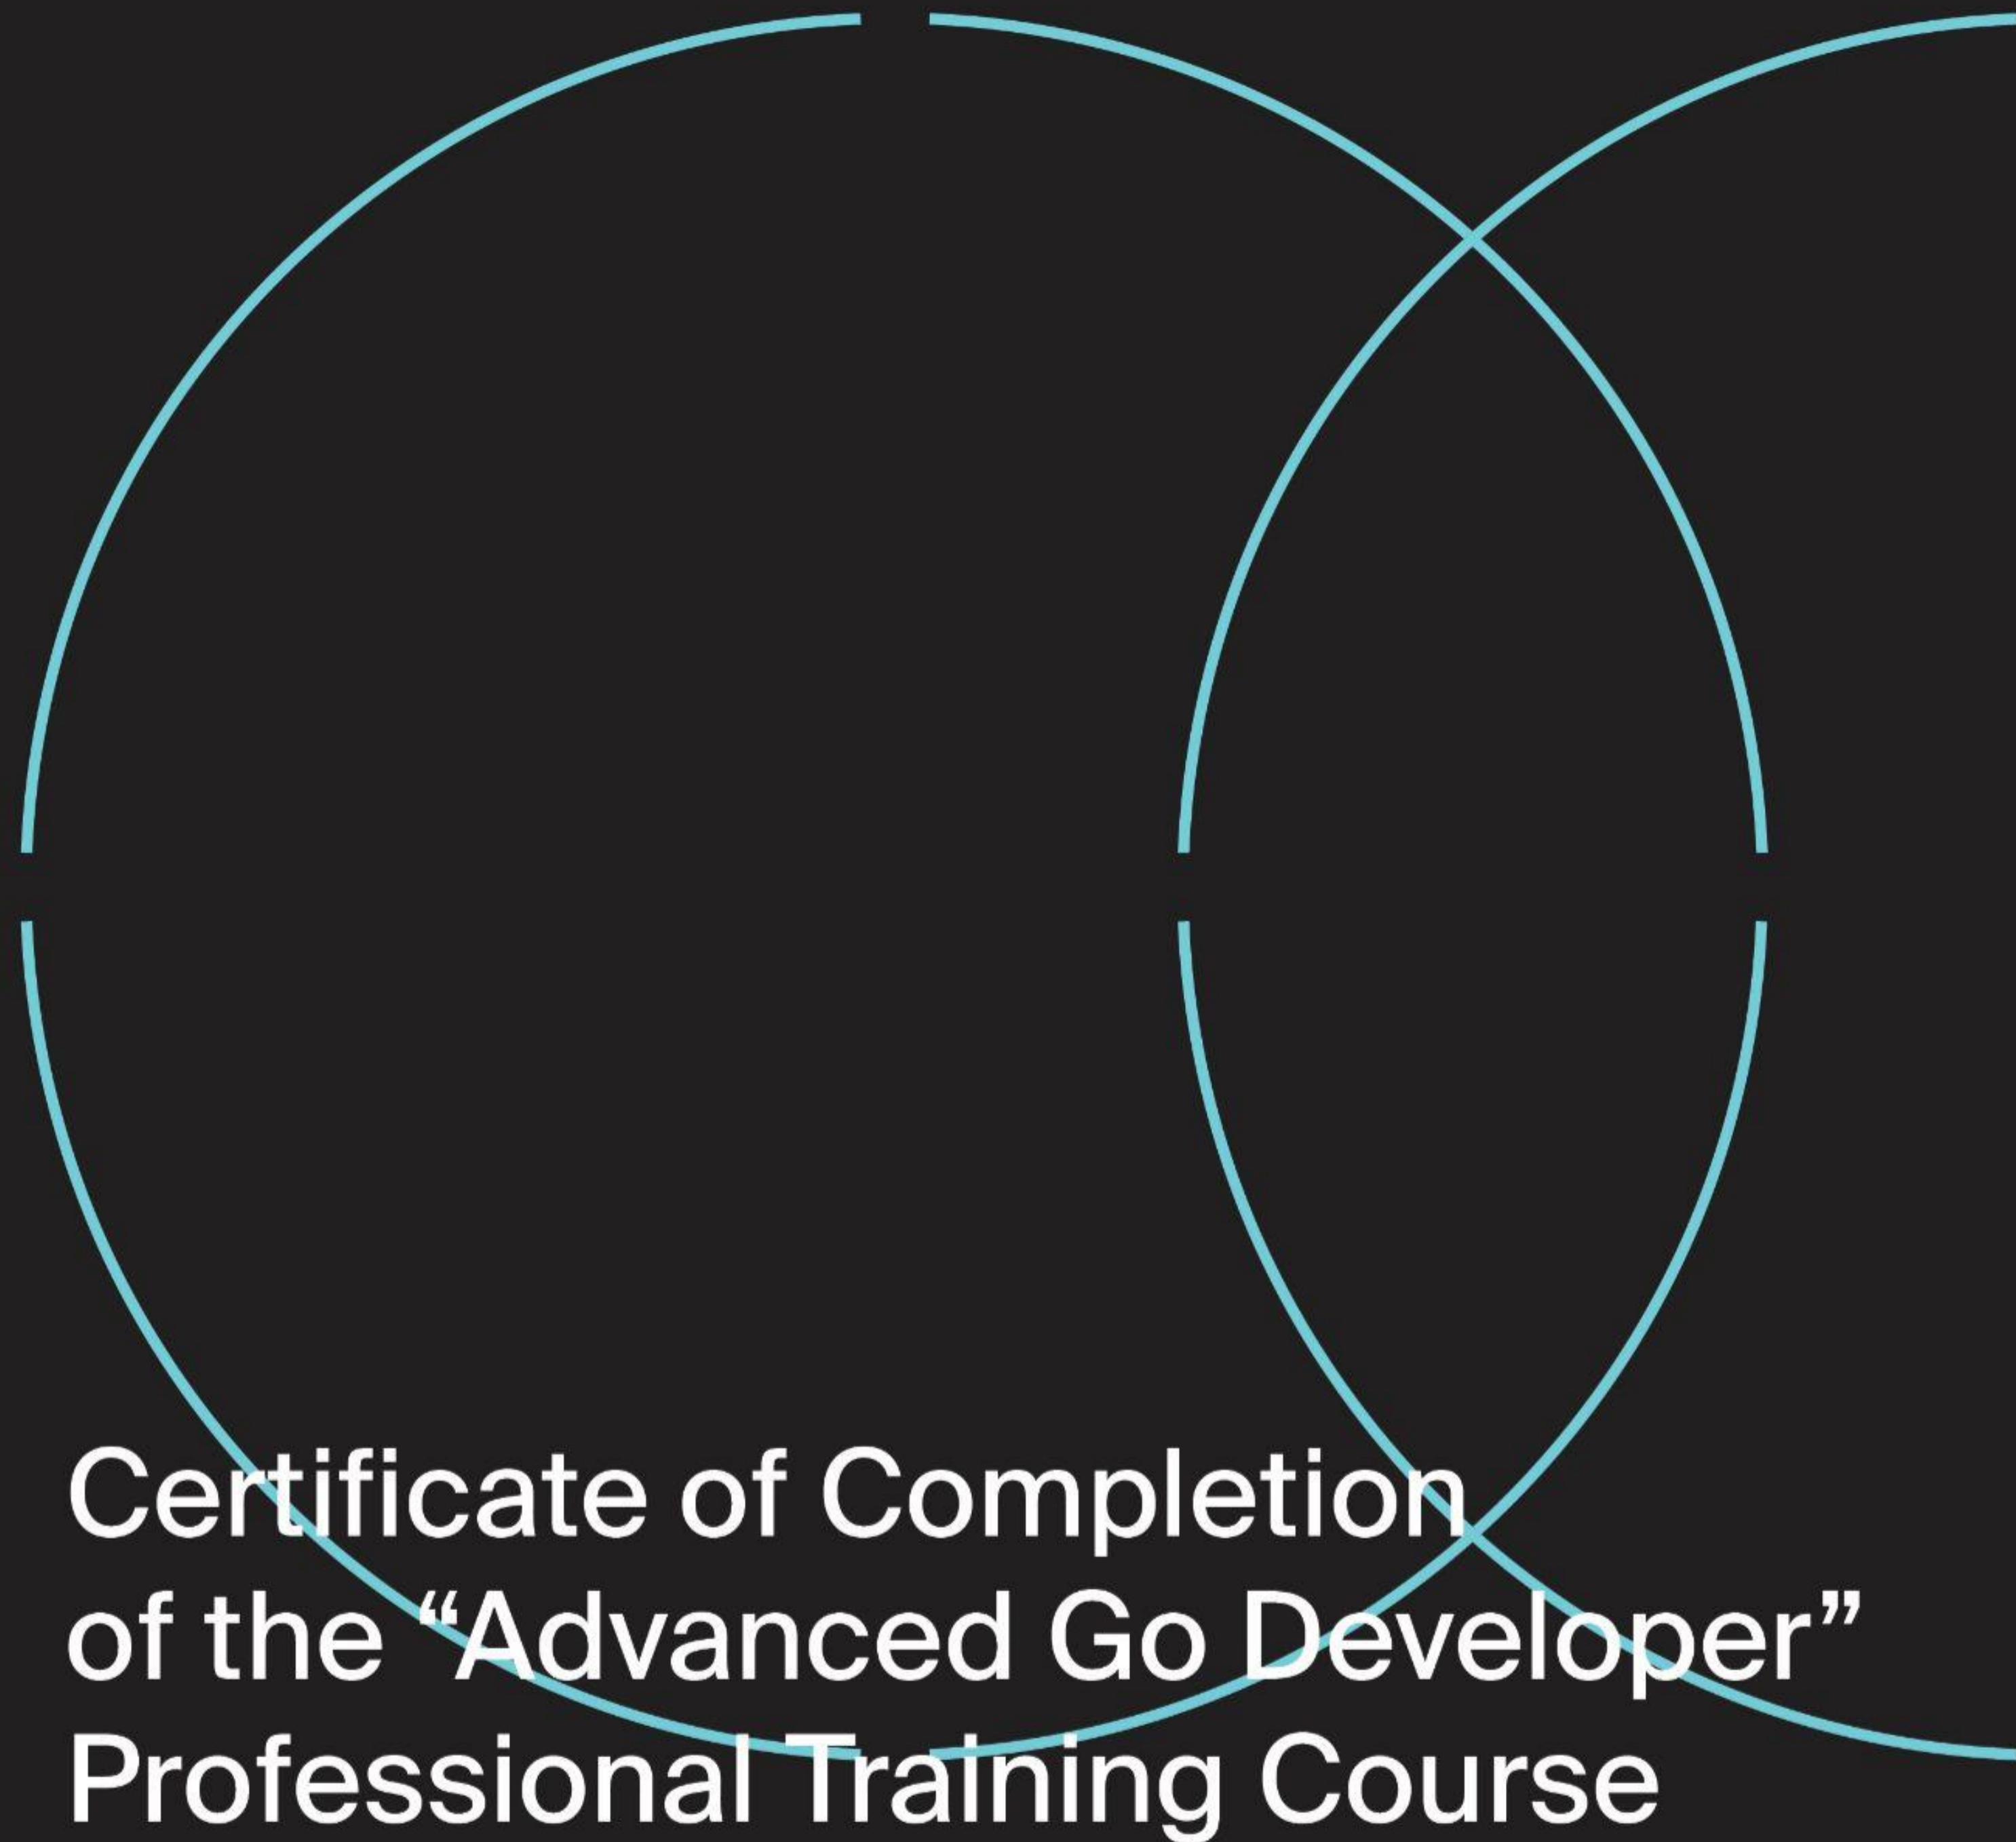 Certificate of Completion
of the “Advanced Go Developer”
Professional Training Course